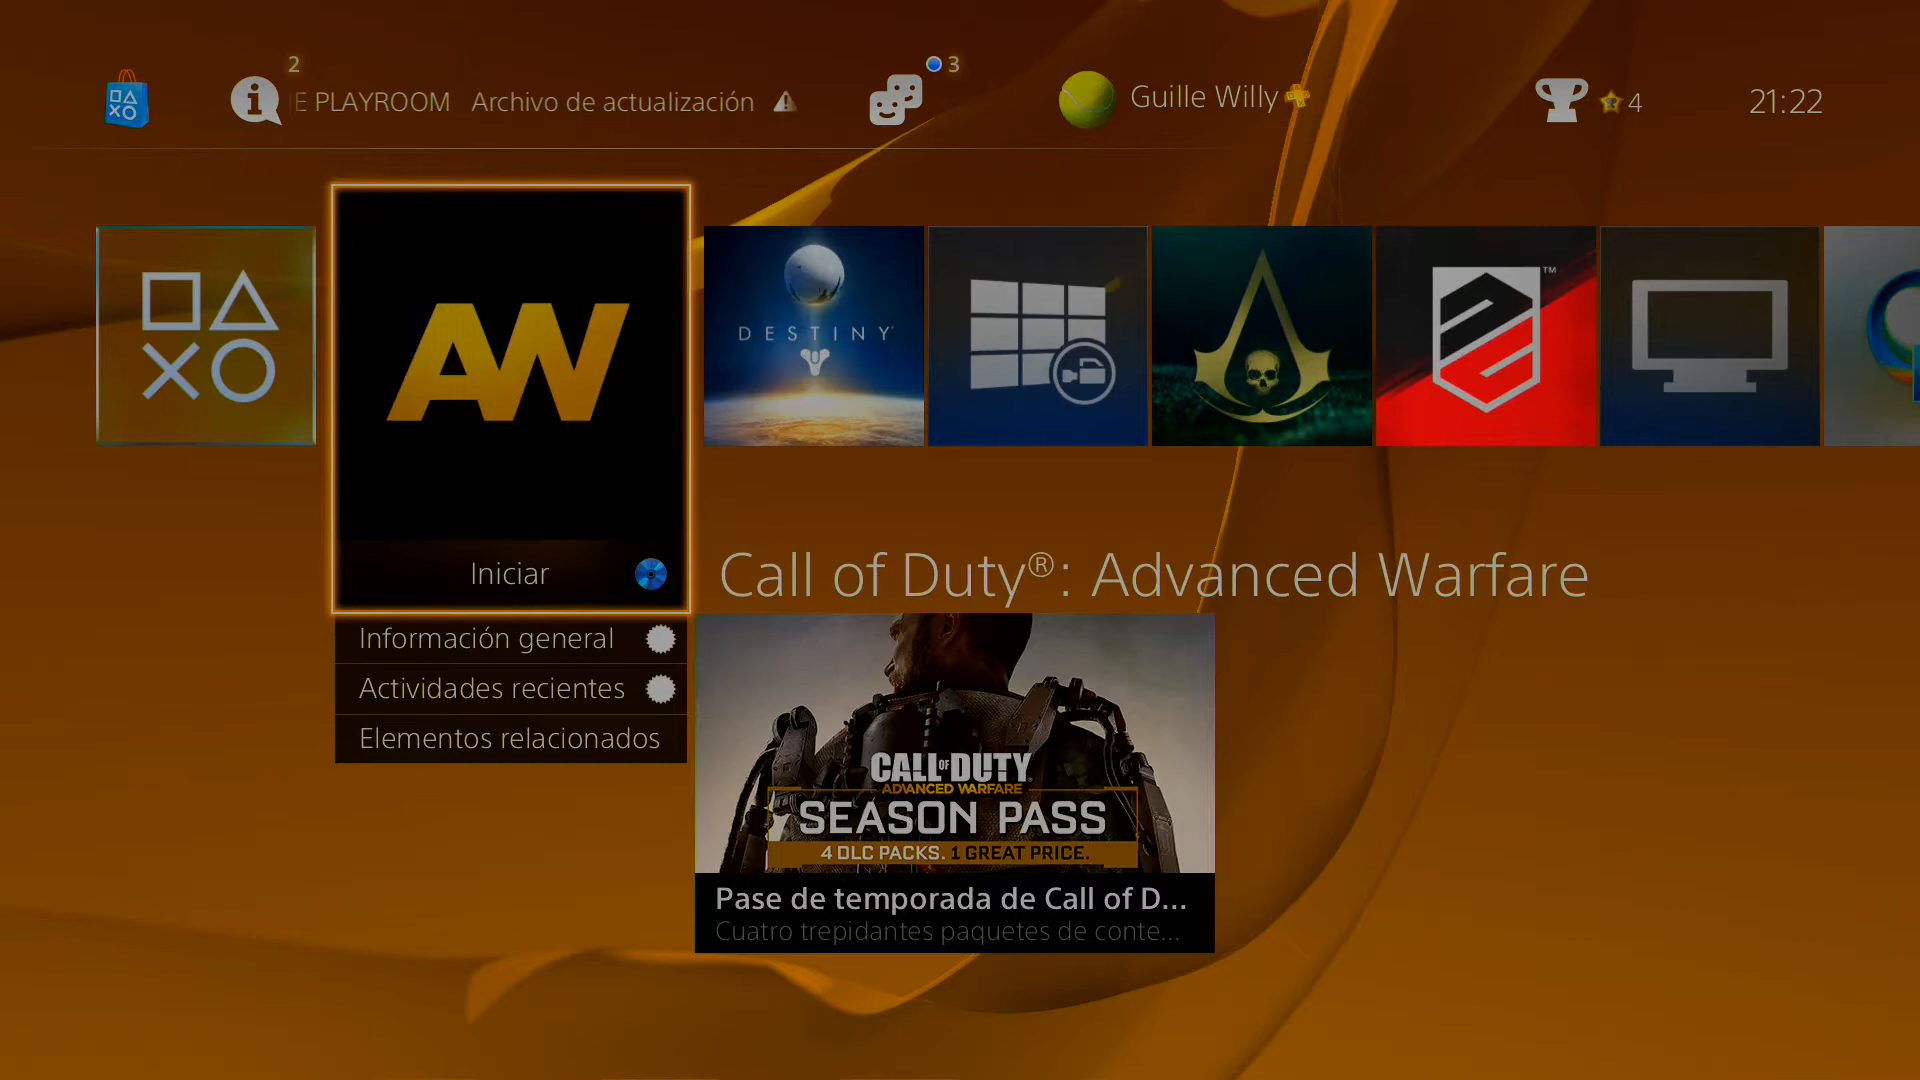 2
E PLAYROOM Archivo de actualización
3
Guille Willy
4
21:22
AW
DESTINY
™
Iniciar
Call of Duty®: Advanced Warfare
Información general
Actividades recientes
Elementos relacionados
CALL OF DUTY
ADVANCED WARFARE
SEASON PASS
4 DLC PACKS. 1 GREAT PRICE.
Pase de temporada de Call of D...
Cuatro trepidantes paquetes de conte...